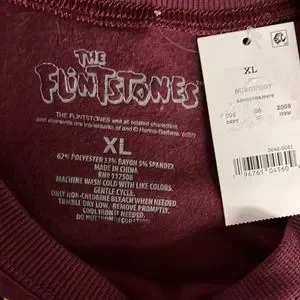 THE
FLINTSTONES
THE FLINTSTONES and all related characters
and elements are trademarks of and © Hanna-Barbera.
XL
62% POLYESTER 33% RAYON 5% SPANDEX
MADE IN CHINA
RN# 117508
MACHINE WASH COLD WITH LIKE COLORS.
GENTLE CYCLE.
ONLY NON-CHLORINE BLEACH WHEN NEEDED.
TUMBLE DRY LOW. REMOVE PROMPTLY.
COOL IRON IF NEEDED.
DO NOT IRON DECORATION.
XL
BURGUNDY
005 00 2008
DEPT ITEM
96761 04560